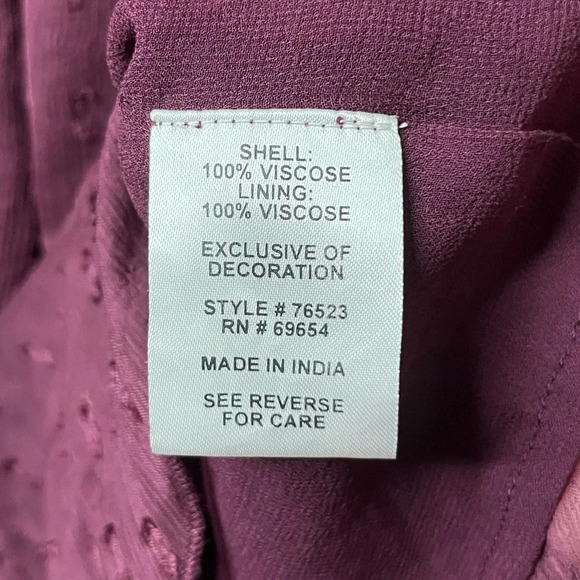 SHELL:
100% VISCOSE
LINING:
100% VISCOSE
EXCLUSIVE OF
DECORATION
STYLE # 76523
RN # 69654
MADE IN INDIA
SEE REVERSE
FOR CARE